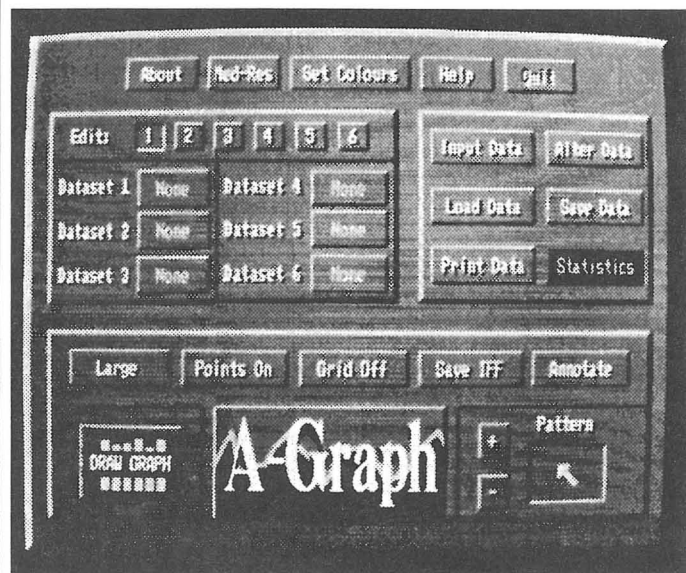 About Med-Res Set Colours Help Quit
Edit: 1 2 3 4 5 6
Dataset 1 None Dataset 4 None
Dataset 2 None Dataset 5 None
Dataset 3 None Dataset 6 None
Input Data Alter Data
Load Data Save Data
Print Data Statistics
Large Points On Grid Off Save IFF Annotate
DRAW GRAPH
A-Graph
+
-
Pattern